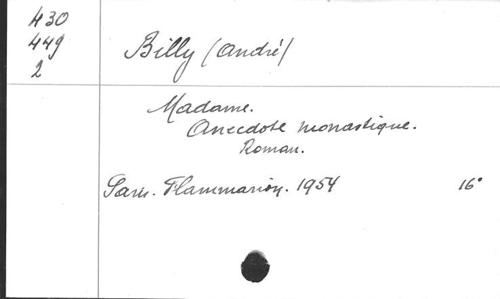 430
449
2
Billy (André)
Madame.
Anecdote monastique.
Roman.
Paris. Flammarion. 1954 16°